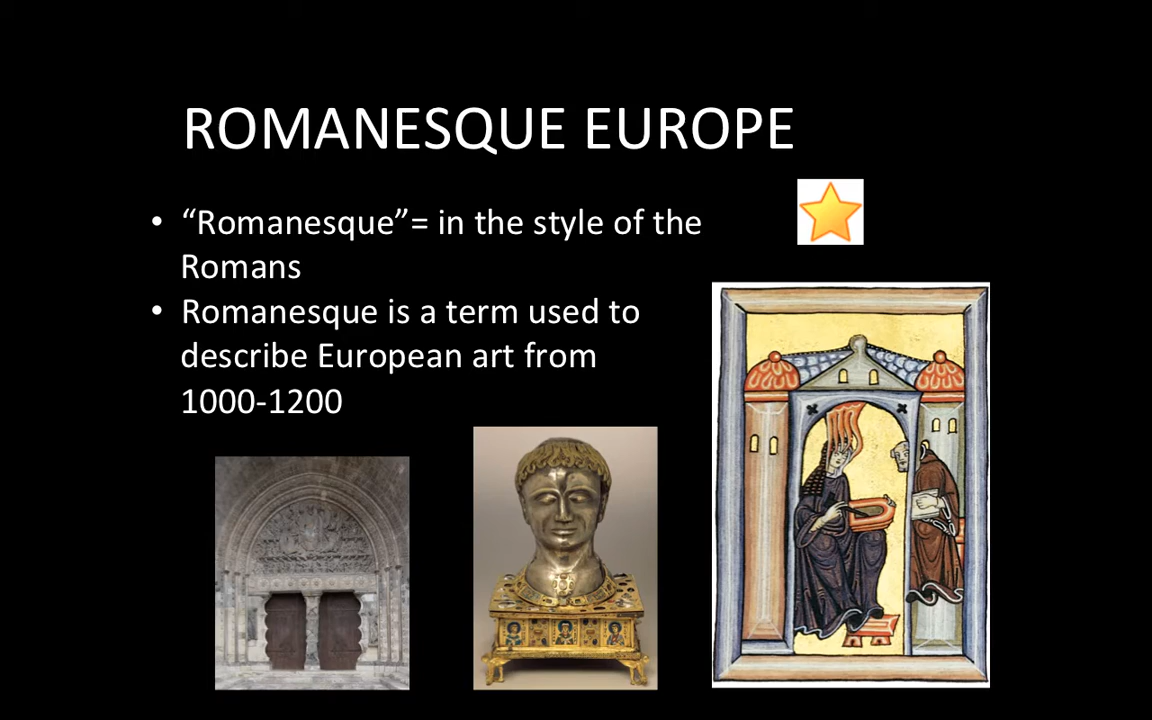 ROMANESQUE EUROPE
• “Romanesque”= in the style of the
Romans
• Romanesque is a term used to
describe European art from
1000-1200